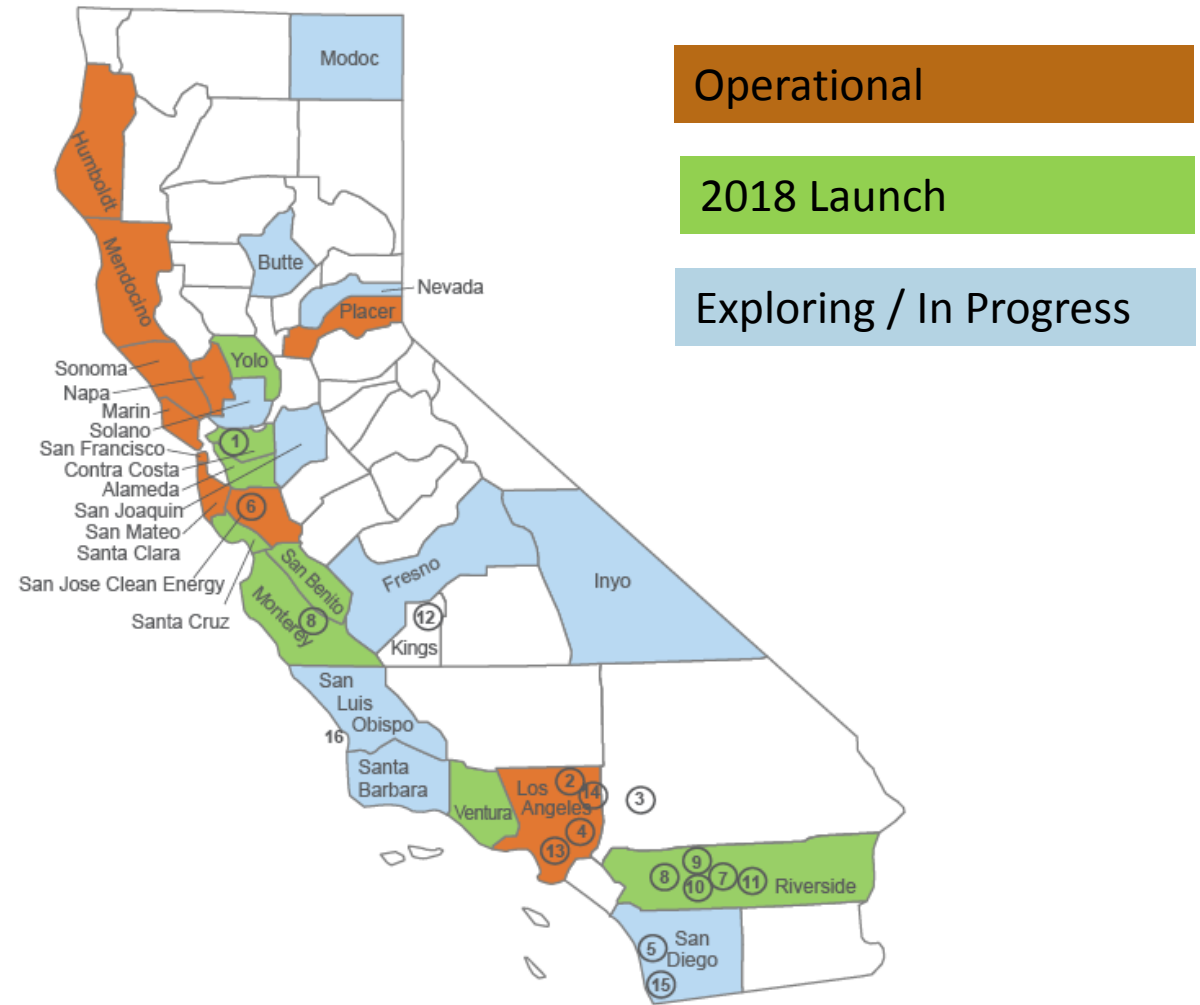 Modoc
Operational
2018 Launch
Exploring / In Progress
Humboldt
Mendocino
Butte
Nevada
Placer
Yolo
Sonoma
Napa
Marin
Solano
San Francisco
Contra Costa
Alameda
San Joaquin
San Mateo
Santa Clara
San Jose Clean Energy
Santa Cruz
1
6
San Benito
Monterey
8
Fresno
12
Kings
Inyo
San
Luis
Obispo
16
Santa
Barbara
Ventura
Los
Angeles
2
14
3
4
13
9
8
7
10
11
Riverside
5
San
Diego
15